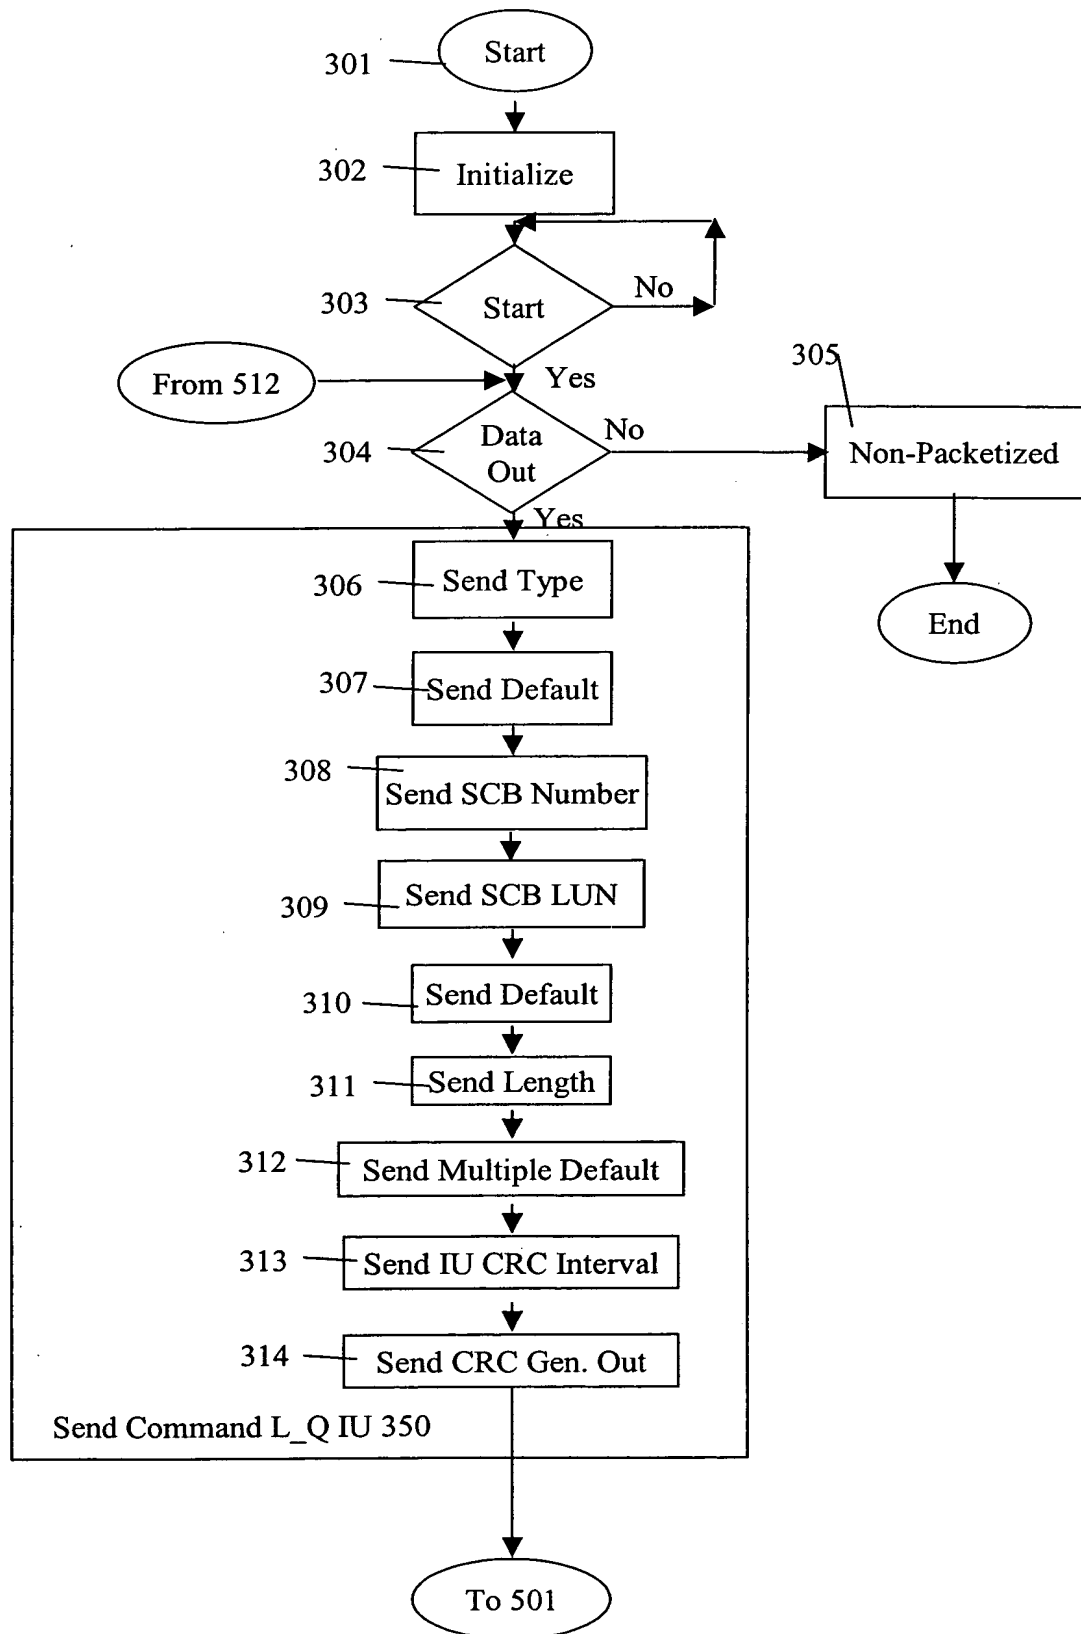 Start
301
Initialize
302
Start
303
No
From 512
Yes
305
Data
Out
304
No
Non-Packetized
Yes
Send Type
306
End
Send Default
307
308
Send SCB Number
Send SCB LUN
309
Send Default
310
Send Length
311
312
Send Multiple Default
313
Send IU CRC Interval
314
Send CRC Gen. Out
Send Command L_Q IU 350
To 501